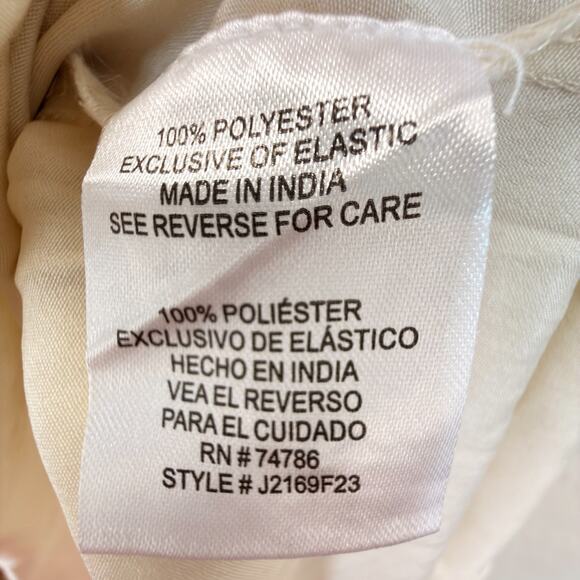 100% POLYESTER
EXCLUSIVE OF ELASTIC
MADE IN INDIA
SEE REVERSE FOR CARE
100% POLIÉSTER
EXCLUSIVO DE ELÁSTICO
HECHO EN INDIA
VEA EL REVERSO
PARA EL CUIDADO
RN # 74786
STYLE # J2169F23